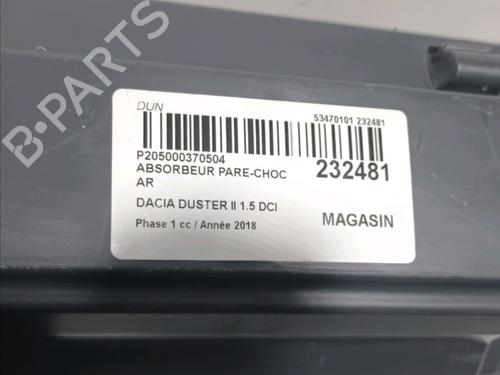 DUN
53470101 232481
P205000370504
232481
ABSORBEUR PARE-CHOC
AR
DACIA DUSTER II 1.5 DCI
MAGASIN
Phase 1 cc / Année 2018
B-PARTS